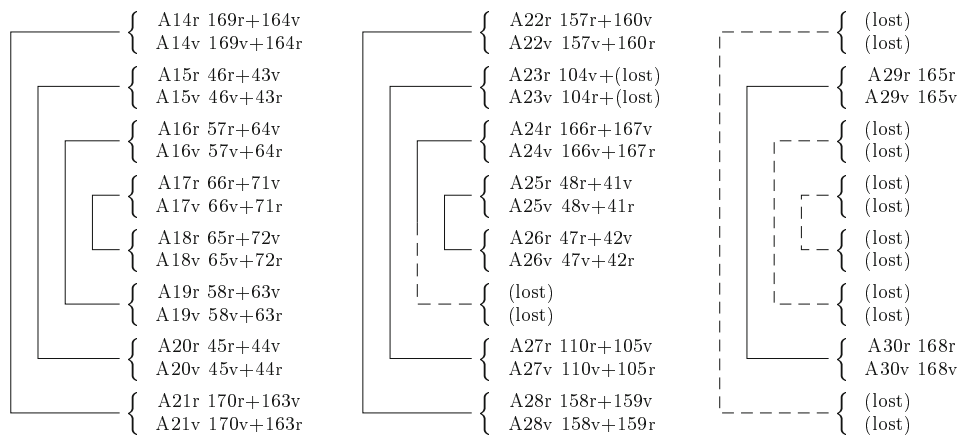 A14r 169r+164v
A14v 169v+164r
A15r 46r+43v
A15v 46v+43r
A16r 57r+64v
A16v 57v+64r
A17r 66r+71v
A17v 66v+71r
A18r 65r+72v
A18v 65v+72r
A19r 58r+63v
A19v 58v+63r
A20r 45r+44v
A20v 45v+44r
A21r 170r+163v
A21v 170v+163r
A22r 157r+160v
A22v 157v+160r
A23r 104v+(lost)
A23v 104r+(lost)
A24r 166r+167v
A24v 166v+167r
A25r 48r+41v
A25v 48v+41r
A26r 47r+42v
A26v 47v+42r
(lost)
(lost)
A27r 110r+105v
A27v 110v+105r
A28r 158r+159v
A28v 158v+159r
(lost)
(lost)
A29r 165r
A29v 165v
(lost)
(lost)
(lost)
(lost)
(lost)
(lost)
(lost)
(lost)
A30r 168r
A30v 168v
(lost)
(lost)